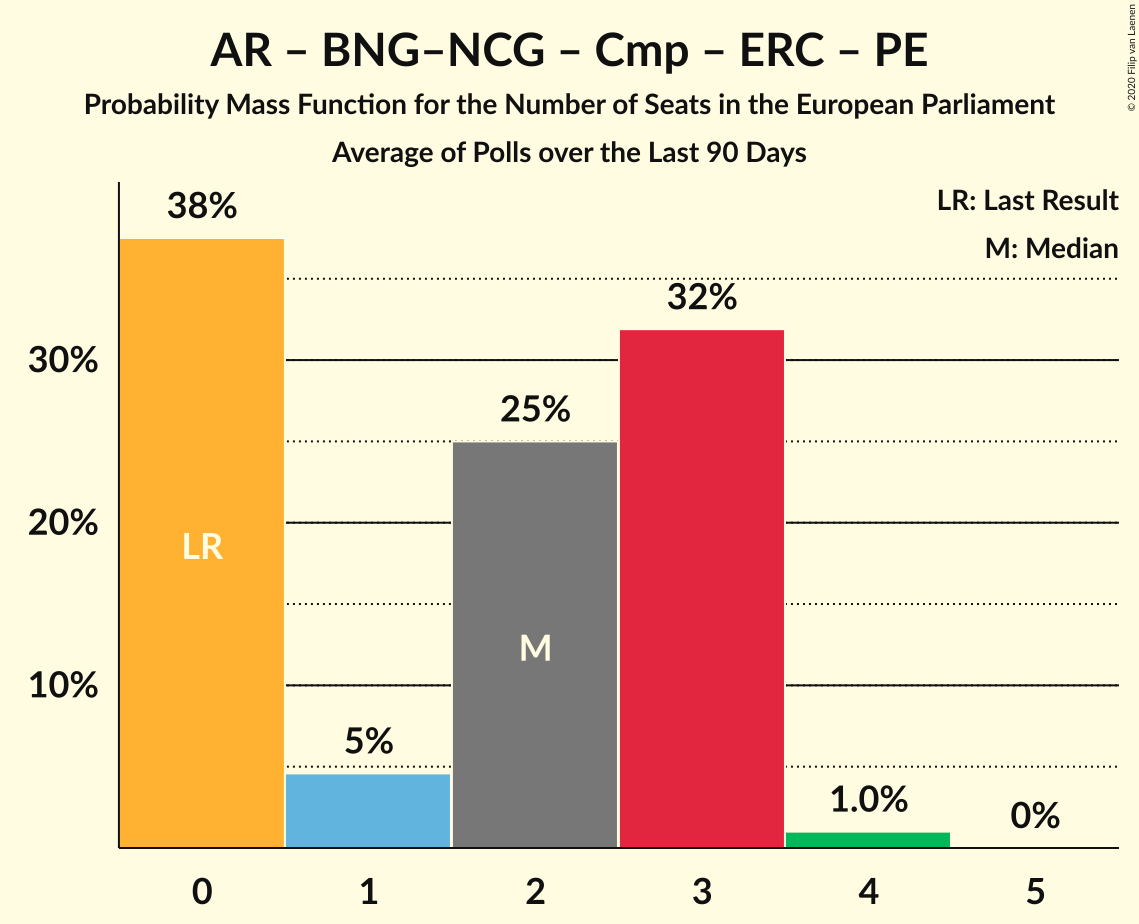 AR – BNG–NCG – Cmp – ERC – PE
Probability Mass Function for the Number of Seats in the European Parliament
Average of Polls over the Last 90 Days
© 2020 Filip van Laenen
LR: Last Result
M: Median
38%
32%
30%
25%
20%
LR
M
10%
5%
1.0%
0%
0 1 2 3 4 5